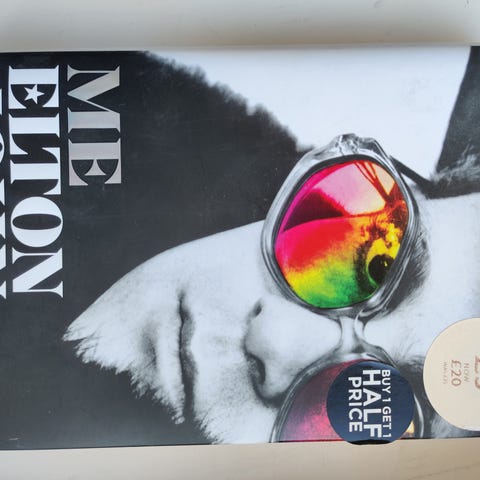 ME
ELTON
BUY 1 GET 1
HALF
PRICE
NOW
£20